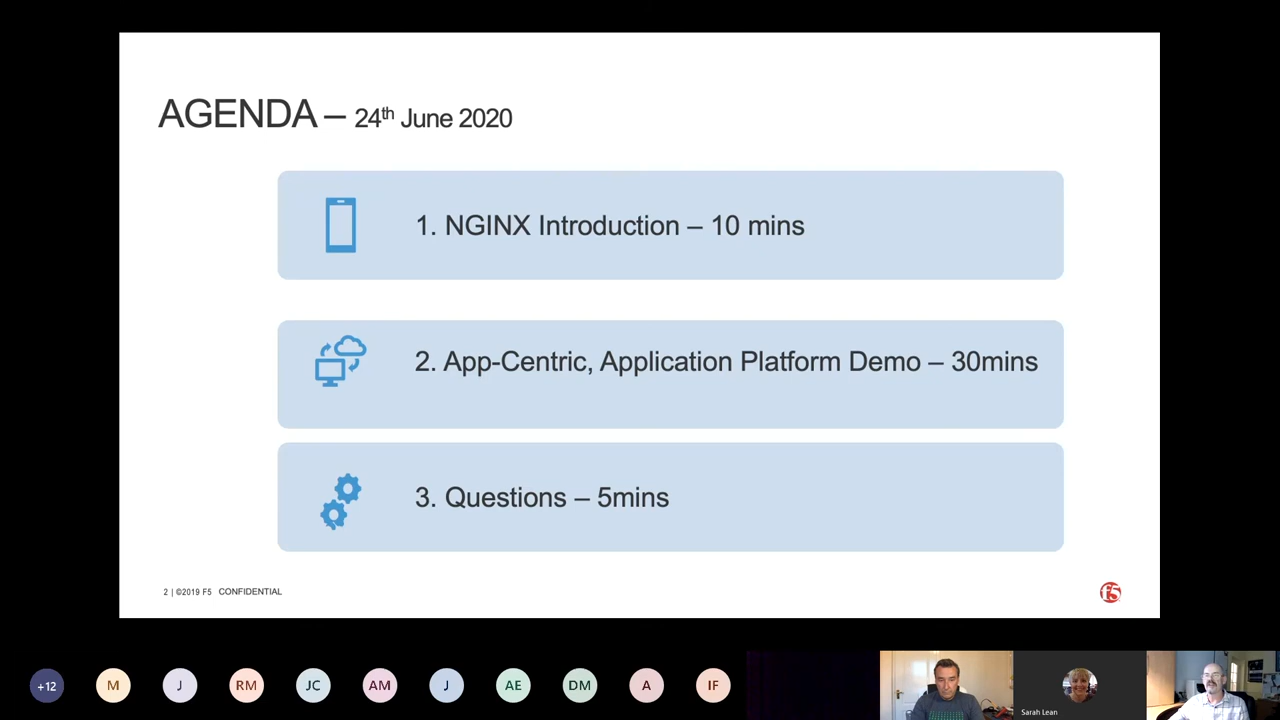 AGENDA – 24th June 2020
1. NGINX Introduction – 10 mins
2. App-Centric, Application Platform Demo – 30mins
3. Questions – 5mins
2 | ©2019 F5 CONFIDENTIAL
f5
+12
M
J
RM
JC
AM
J
AE
DM
A
IF
Sarah Lean